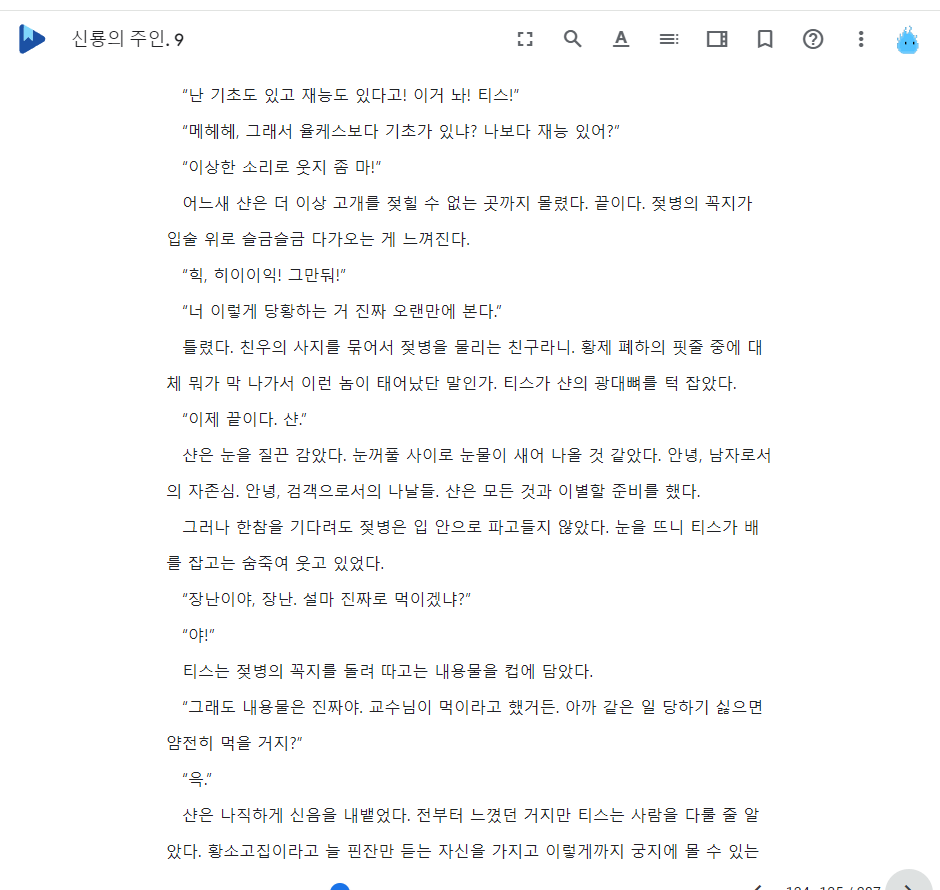 신룡의 주인. 9
“난 기초도 있고 재능도 있다고! 이거 놔! 티스!”
“메헤헤, 그래서 율케스보다 기초가 있냐? 나보다 재능 있어?”
“이상한 소리로 웃지 좀 마!”
어느새 샨은 더 이상 고개를 젖힐 수 없는 곳까지 몰렸다. 끝이다. 젖병의 꼭지가
입술 위로 슬금슬금 다가오는 게 느껴진다.
“힉, 히이이익! 그만둬!”
“너 이렇게 당황하는 거 진짜 오랜만에 본다.”
틀렸다. 친우의 사지를 묶어서 젖병을 물리는 친구라니. 황제 폐하의 핏줄 중에 대
체 뭐가 막 나가서 이런 놈이 태어났단 말인가. 티스가 샨의 광대뼈를 턱 잡았다.
“이제 끝이다. 샨.”
샨은 눈을 질끈 감았다. 눈꺼풀 사이로 눈물이 새어 나올 것 같았다. 안녕, 남자로서
의 자존심. 안녕, 검객으로서의 나날들. 샨은 모든 것과 이별할 준비를 했다.
그러나 한참을 기다려도 젖병은 입 안으로 파고들지 않았다. 눈을 뜨니 티스가 배
를 잡고는 숨죽여 웃고 있었다.
“장난이야, 장난. 설마 진짜로 먹이겠냐?”
“야!”
티스는 젖병의 꼭지를 돌려 따고는 내용물을 컵에 담았다.
“그래도 내용물은 진짜야. 교수님이 먹이라고 했거든. 아까 같은 일 당하기 싫으면
얌전히 먹을 거지?”
“윽.”
샨은 나직하게 신음을 내뱉었다. 전부터 느꼈던 거지만 티스는 사람을 다룰 줄 알
았다. 황소고집이라고 늘 핀잔만 듣는 자신을 가지고 이렇게까지 궁지에 몰 수 있는